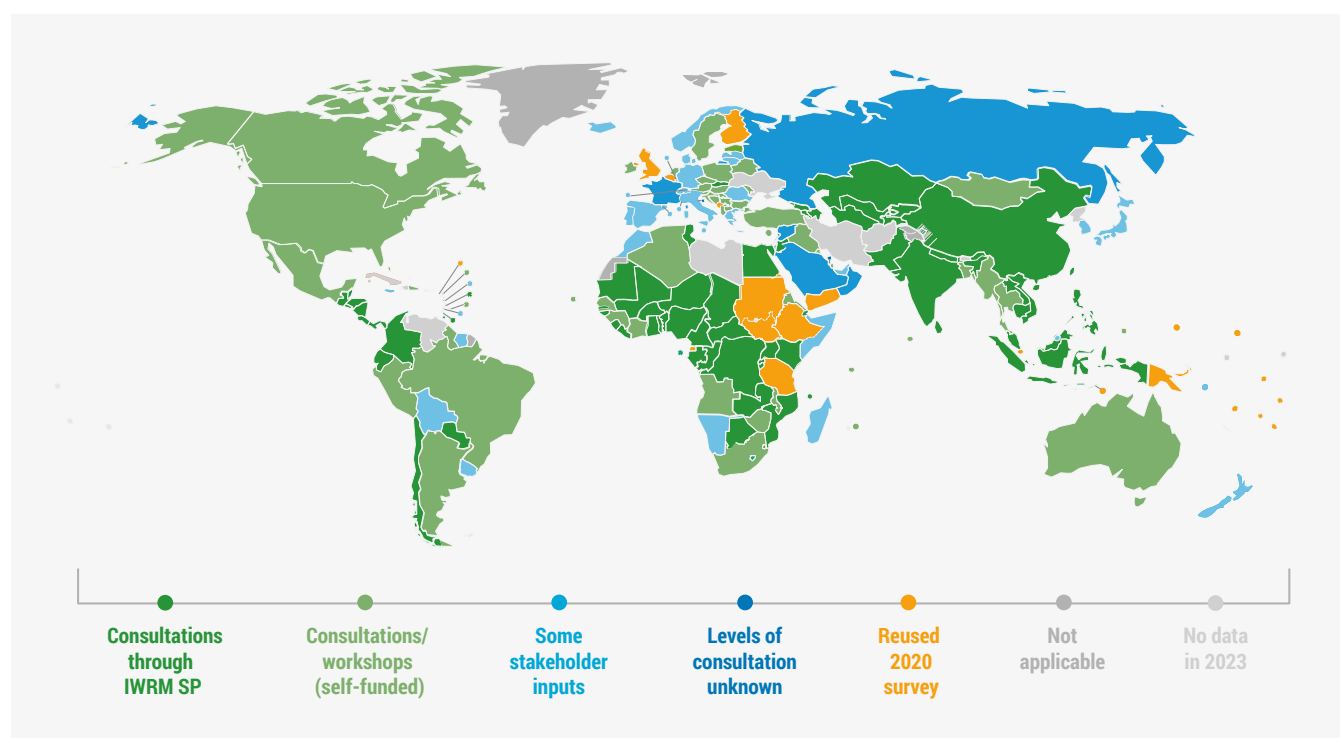 Consultations
through
IWRM SP
Consultations/
workshops
(self-funded)
Some
stakeholder
inputs
Levels of
consultation
unknown
Reused
2020
survey
Not
applicable
No data
in 2023